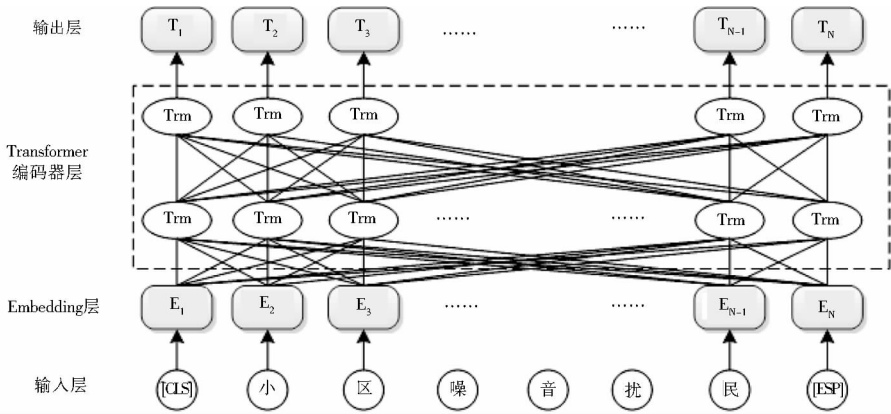 输出层 T1 T2 T3 …… …… TN-1 TN
Trm Trm Trm Trm Trm
Transformer
编码器层
Trm Trm Trm …… …… Trm Trm
Embedding层 E1 E2 E3 …… …… EN-1 EN
输入层 [CLS] 小 区 噪 音 扰 民 [ESP]